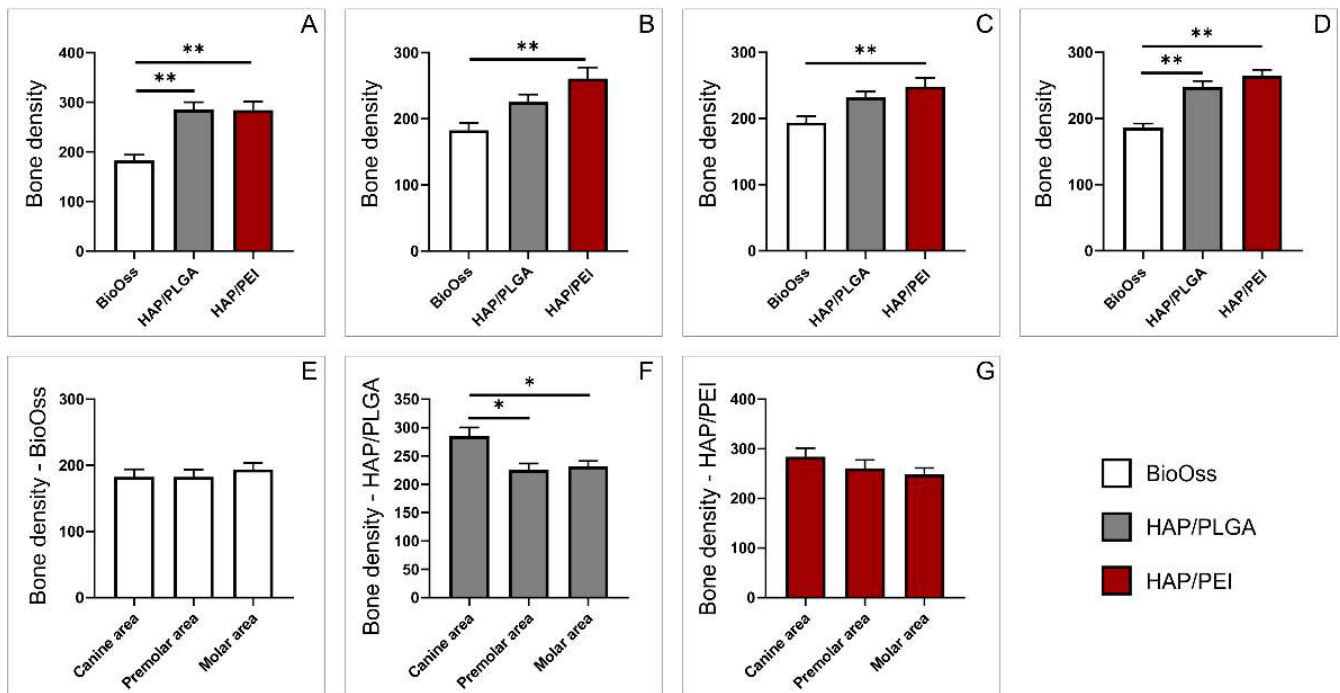 A
Bone density
400
300
200
100
0
**
**
BioOss
HAP/PLGA
HAP/PEI
B
Bone density
300
200
100
0
**
BioOss
HAP/PLGA
HAP/PEI
C
Bone density
300
200
100
0
**
BioOss
HAP/PLGA
HAP/PEI
D
Bone density
300
200
100
0
**
**
BioOss
HAP/PLGA
HAP/PEI
E
Bone density - BioOss
300
200
100
0
Canine area
Premolar area
Molar area
F
Bone density - HAP/PLGA
400
350
300
250
200
150
100
50
0
*
*
Canine area
Premolar area
Molar area
G
Bone density - HAP/PEI
400
300
200
300
0
Canine area
Premolar area
Molar area
BioOss
HAP/PLGA
HAP/PEI